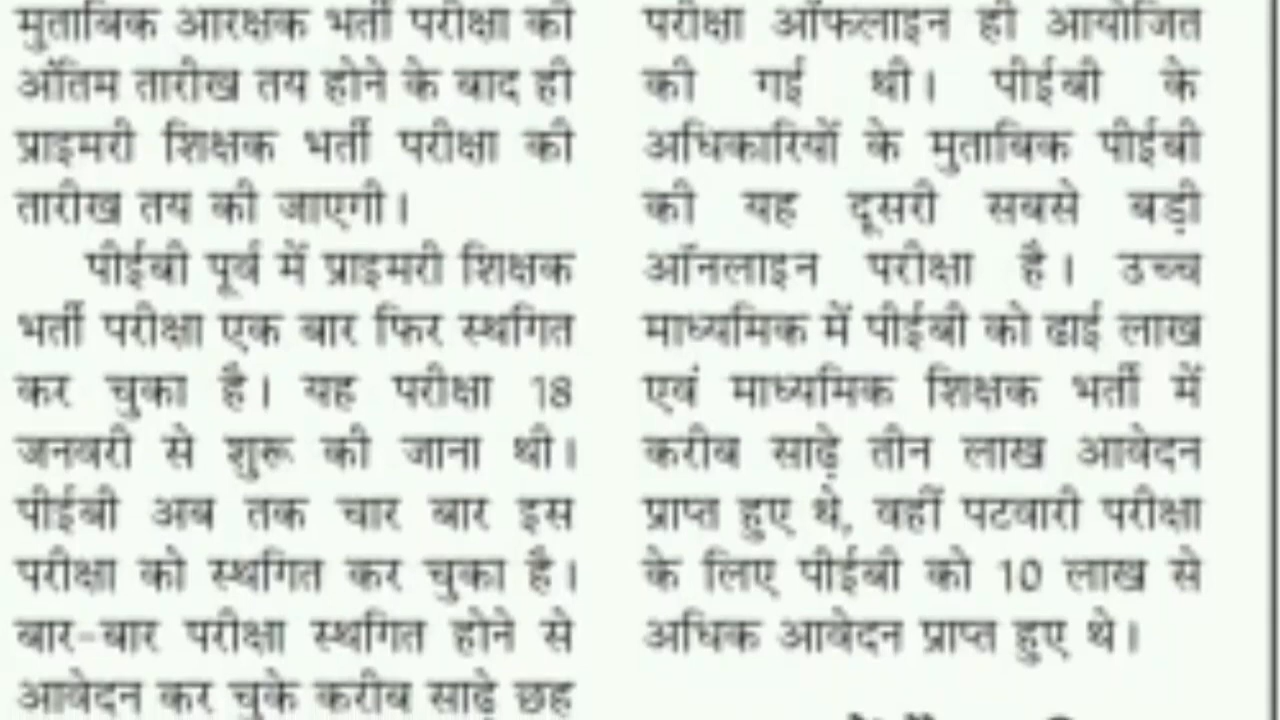 मुताबिक आरक्षक भर्ती परीक्षा की
अंतिम तारीख तय होने के बाद ही
प्राइमरी शिक्षक भर्ती परीक्षा की
तारीख तय की जाएगी।
पीईबी पूर्व में प्राइमरी शिक्षक
भर्ती परीक्षा एक बार फिर स्थगित
कर चुका है। यह परीक्षा 18
जनवरी से शुरू की जाना थी।
पीईबी अब तक चार बार इस
परीक्षा को स्थगित कर चुका है।
बार-बार परीक्षा स्थगित होने से
आवेदन कर चुके करीब साढ़े छह
परीक्षा ऑफलाइन ही आयोजित
की गई थी। पीईबी के
अधिकारियों के मुताबिक पीईबी
की यह दूसरी सबसे बड़ी
ऑनलाइन परीक्षा है। उच्च
माध्यमिक में पीईबी को ढाई लाख
एवं माध्यमिक शिक्षक भर्ती में
करीब साढ़े तीन लाख आवेदन
प्राप्त हुए थे, वहीं पटवारी परीक्षा
के लिए पीईबी को 10 लाख से
अधिक आवेदन प्राप्त हुए थे।